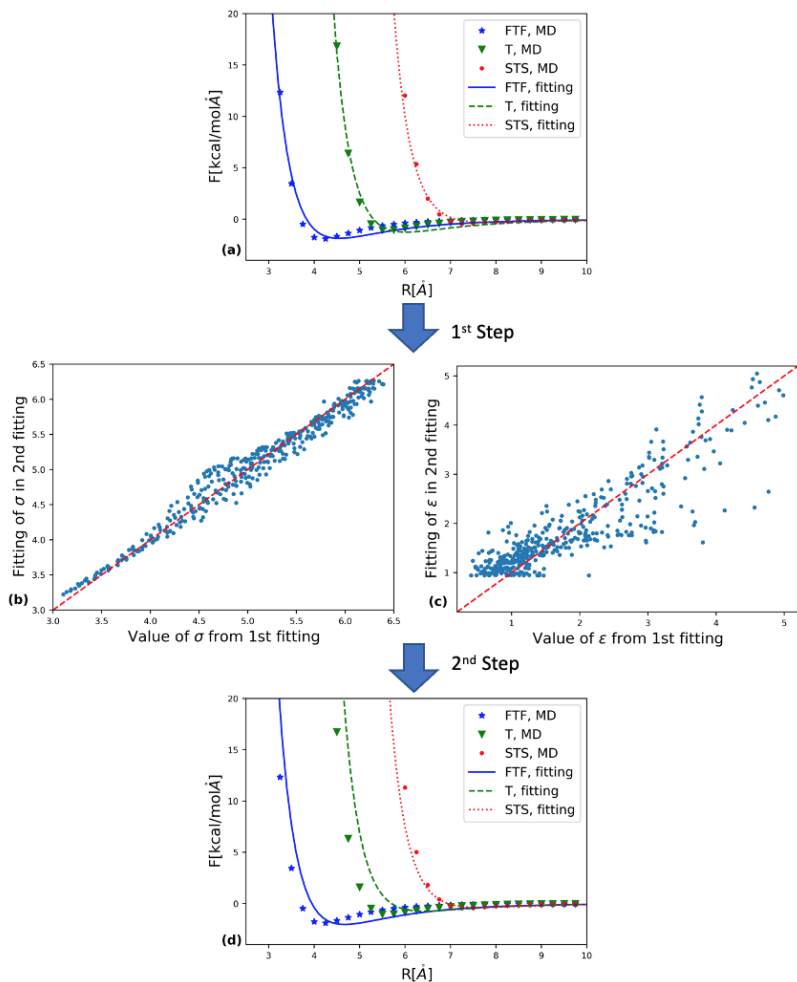 20
15
10
5
0
F[kcal/molÅ]
FTF, MD
T, MD
STS, MD
FTF, fitting
T, fitting
STS, fitting
(a)
3 4 5 6 7 8 9 10
R[Å]
1st Step
6.5
6.0
5.5
5.0
4.5
4.0
3.5
3.0
Fitting of σ in 2nd fitting
(b)
3.0 3.5 4.0 4.5 5.0 5.5 6.0 6.5
Value of σ from 1st fitting
5
4
3
2
1
Fitting of ε in 2nd fitting
(c)
1 2 3 4 5
Value of ε from 1st fitting
2nd Step
20
15
10
5
0
F[kcal/molÅ]
FTF, MD
T, MD
STS, MD
FTF, fitting
T, fitting
STS, fitting
(d)
3 4 5 6 7 8 9 10
R[Å]